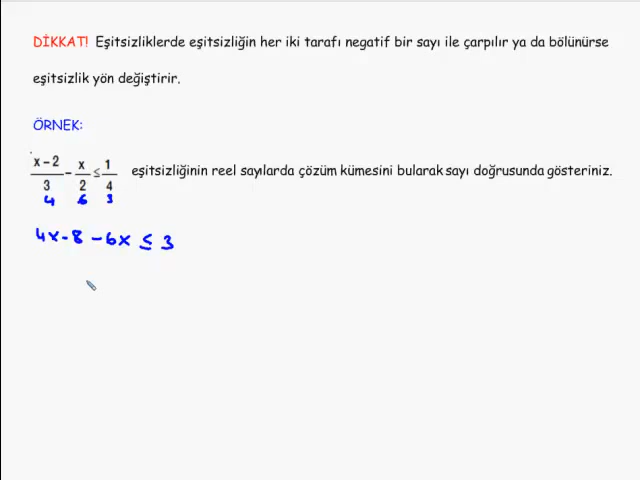 DİKKAT! Eşitsizliklerde eşitsizliğin her iki tarafı negatif bir sayı ile çarpılır ya da bölünürse
eşitsizlik yön değiştirir.
ÖRNEK:
(x-2)/3 - x/2 ≤ 1/4 eşitsizliğinin reel sayılarda çözüm kümesini bularak sayı doğrusunda gösteriniz.
4 6 3
4x - 8 - 6x ≤ 3